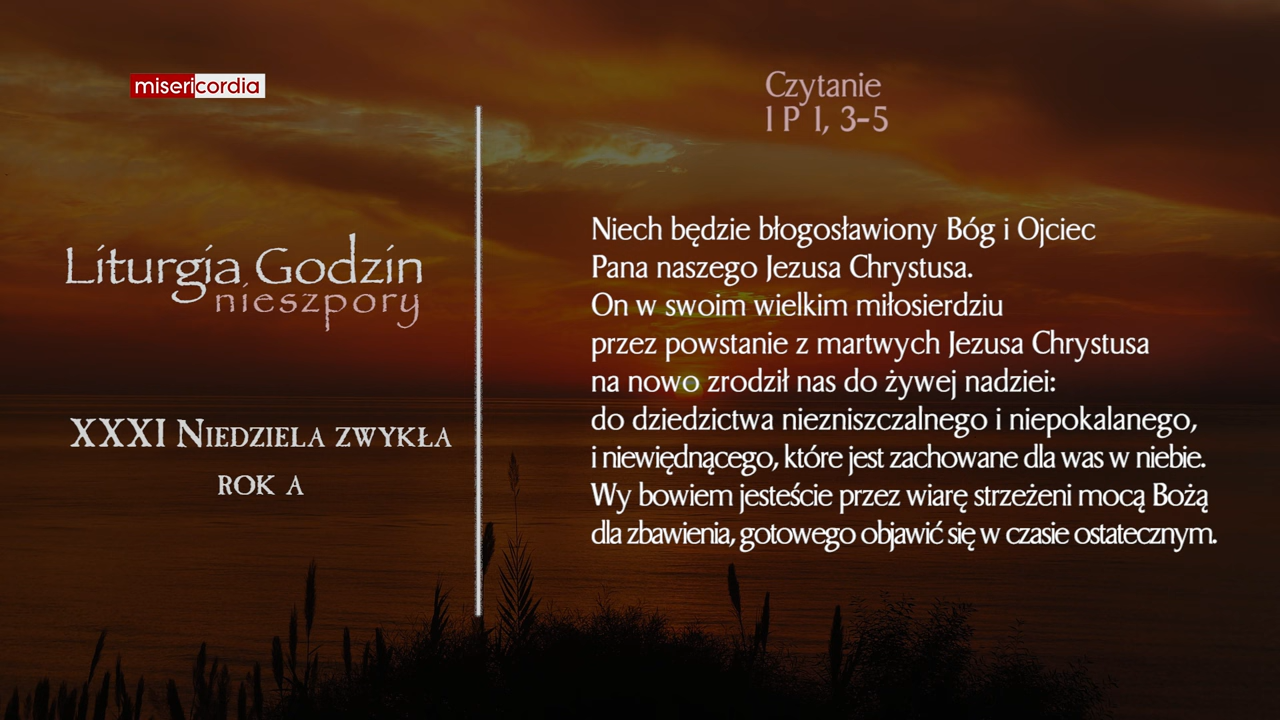 misericordia
Liturgia Godzin
nieszpory
XXXI Niedziela zwykła
rok A
Czytanie
1 P 1, 3-5
Niech będzie błogosławiony Bóg i Ojciec
Pana naszego Jezusa Chrystusa.
On w swoim wielkim miłosierdziu
przez powstanie z martwych Jezusa Chrystusa
na nowo zrodził nas do żywej nadziei:
do dziedzictwa niezniszczalnego i niepokalanego,
i niewiędnącego, które jest zachowane dla was w niebie.
Wy bowiem jesteście przez wiarę strzeżeni mocą Bożą
dla zbawienia, gotowego objawić się w czasie ostatecznym.